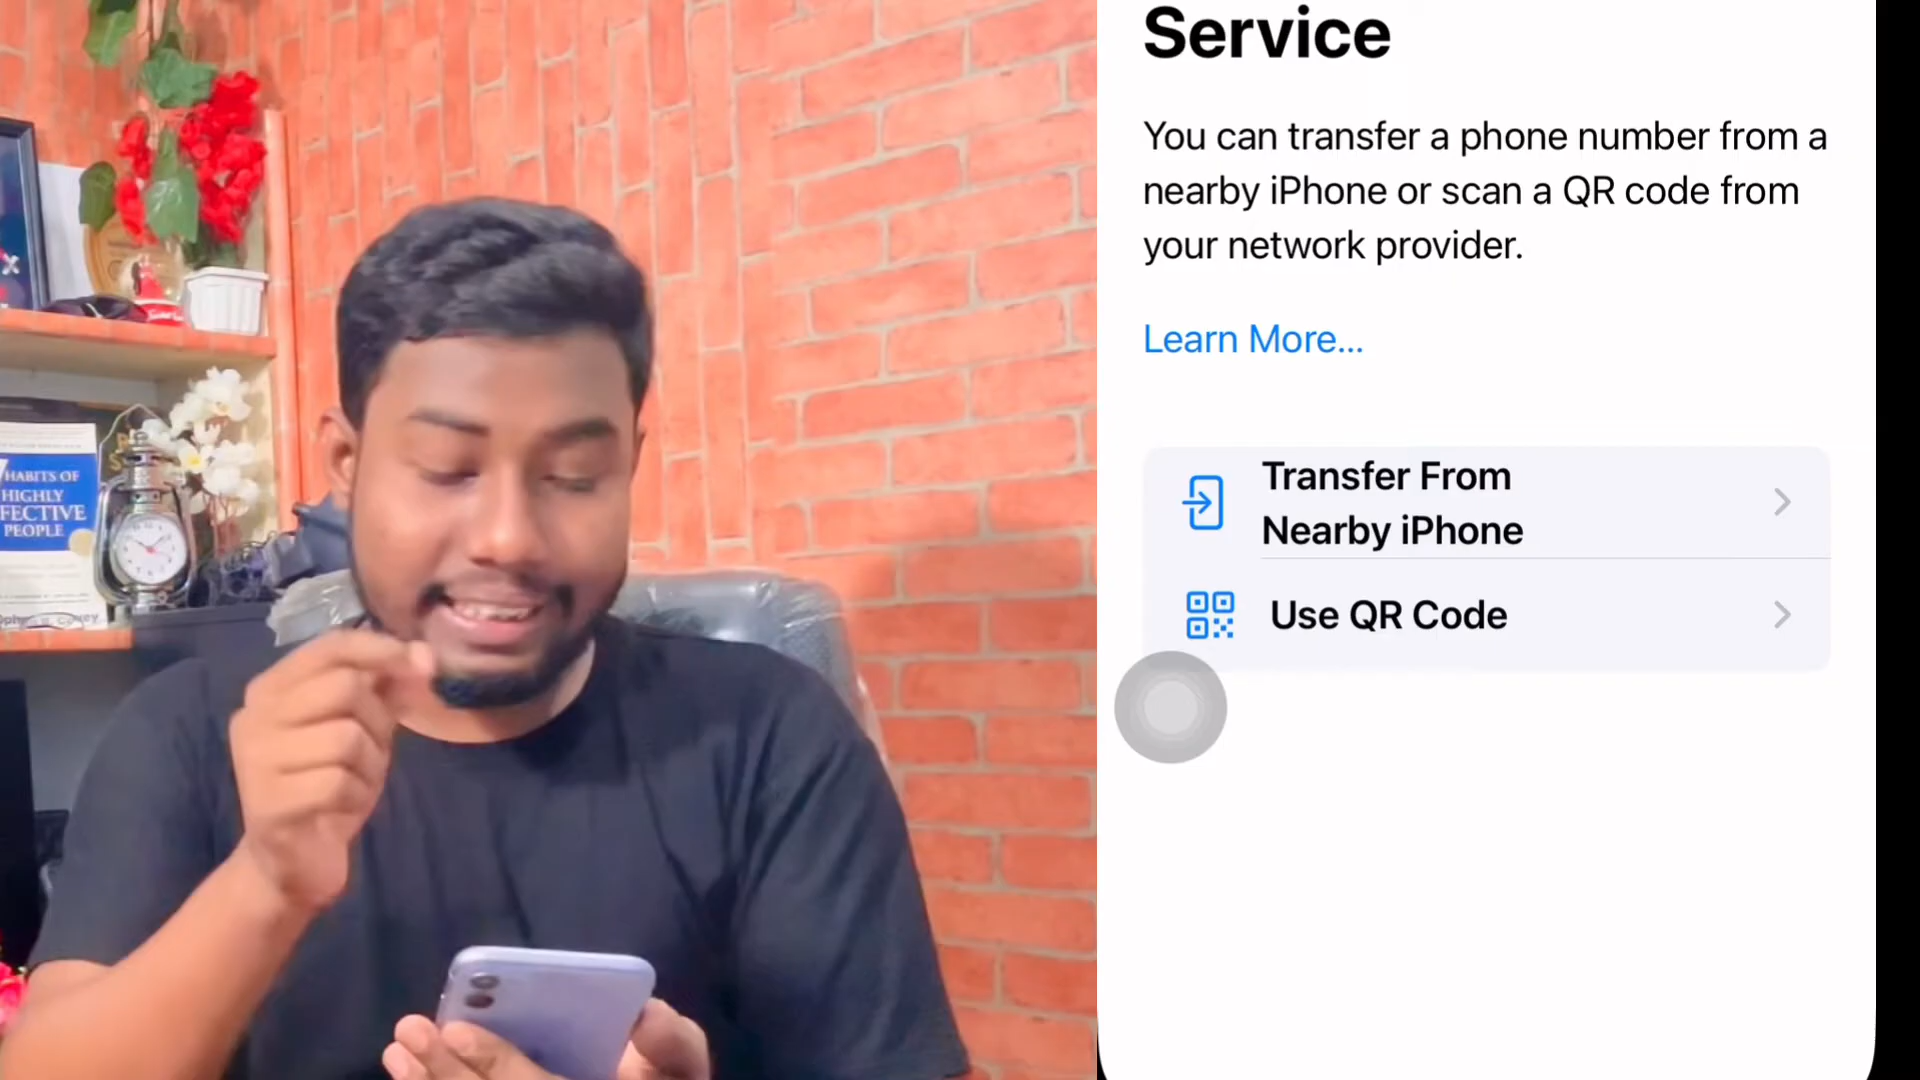 Service
You can transfer a phone number from a
nearby iPhone or scan a QR code from
your network provider.
Learn More...
Transfer From
Nearby iPhone
Use QR Code
HABITS OF
HIGHLY
FECTIVE
PEOPLE